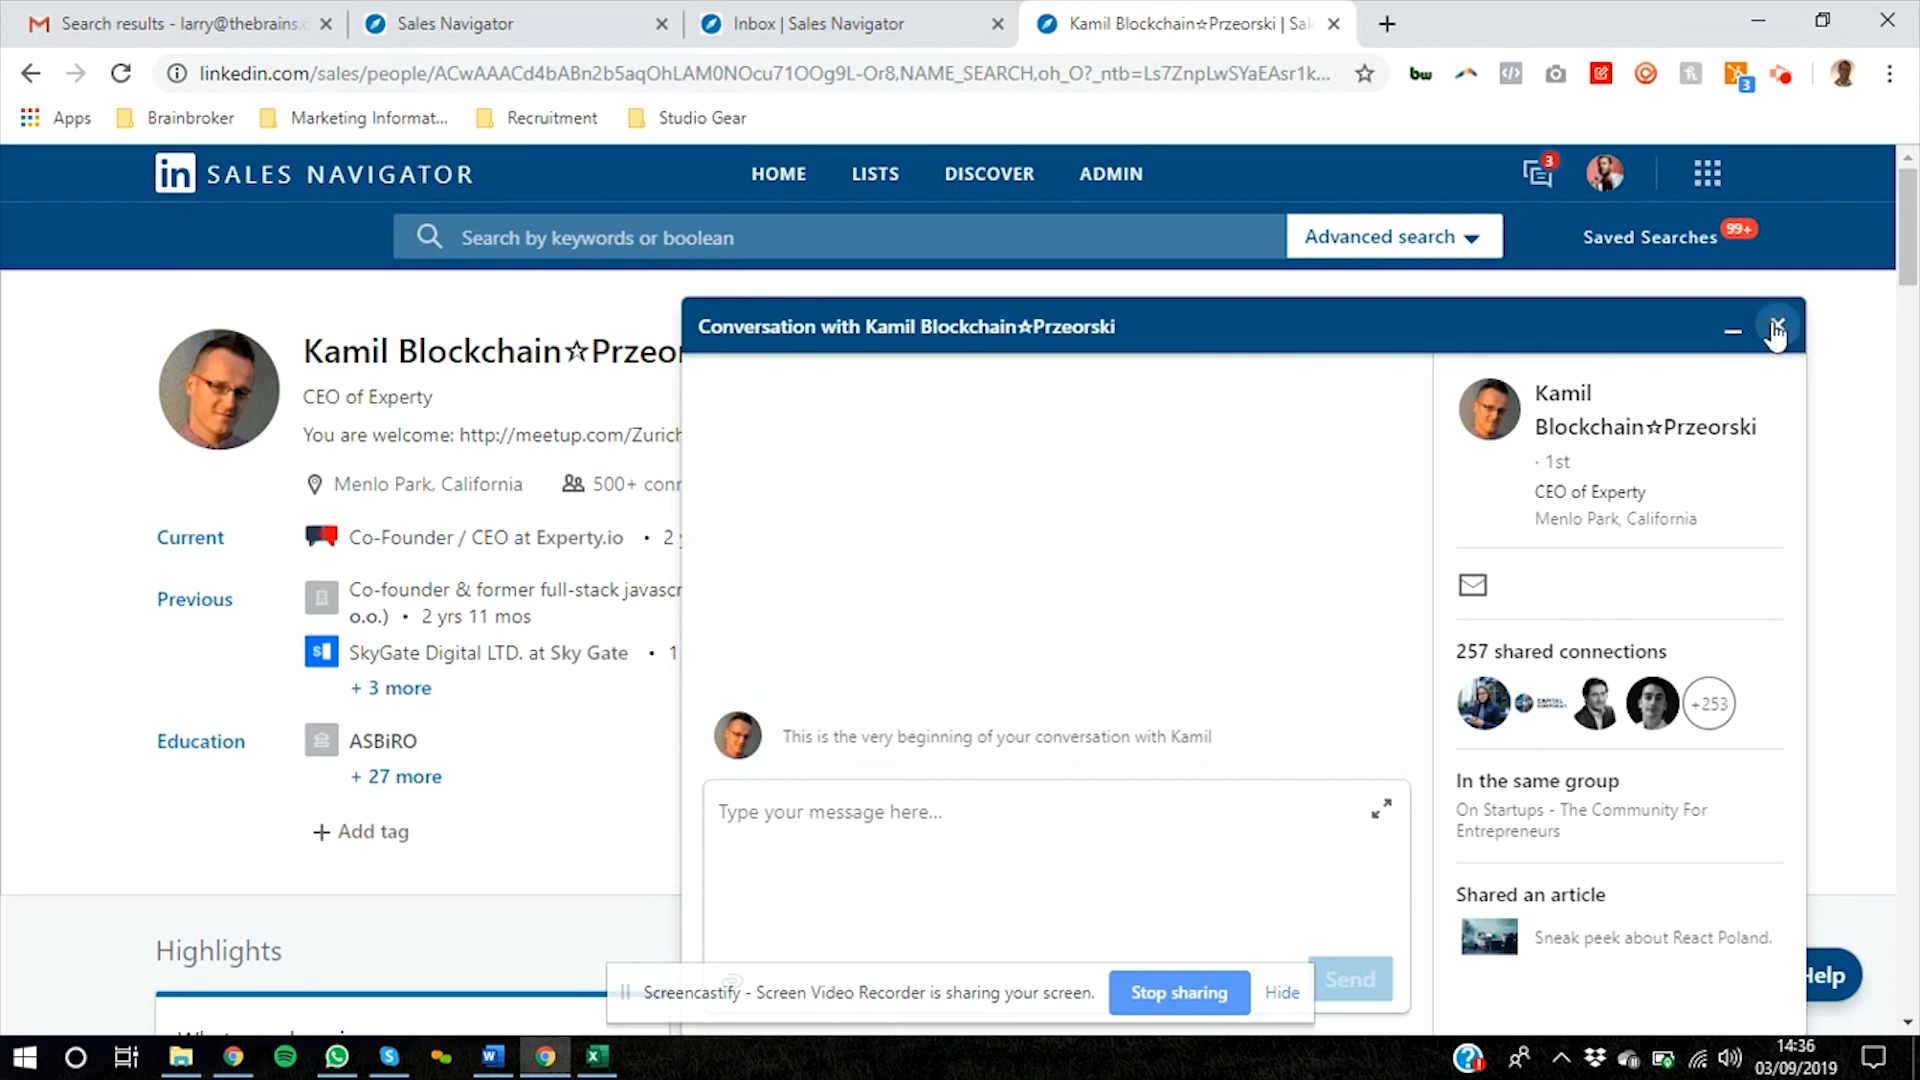 Search results - larry@thebrains.
Sales Navigator
Inbox | Sales Navigator
Kamil Blockchain☆Przeorski | Sal
linkedin.com/sales/people/ACwAAACd4bABn2b5aqOhLAM0NOcu71OOg9L-Or8,NAME_SEARCH,oh_O?_ntb=Ls7ZnpLwSYaEAsr1k...
bw
3
Apps
Brainbroker
Marketing Informat...
Recruitment
Studio Gear
in SALES NAVIGATOR
HOME
LISTS
DISCOVER
ADMIN
3
Search by keywords or boolean
Advanced search
Saved Searches
99+
Kamil Blockchain☆Przeor
CEO of Experty
You are welcome: http://meetup.com/Zurich
Menlo Park, California
500+ conn
Current
Co-Founder / CEO at Experty.io • 2
Previous
Co-founder & former full-stack javascr
o.o.) • 2 yrs 11 mos
SkyGate Digital LTD. at Sky Gate • 1
+ 3 more
Education
ASBiRO
+ 27 more
+ Add tag
Highlights
Conversation with Kamil Blockchain☆Przeorski
This is the very beginning of your conversation with Kamil
Type your message here...
Send
Kamil
Blockchain☆Przeorski
· 1st
CEO of Experty
Menlo Park, California
257 shared connections
+253
In the same group
On Startups - The Community For
Entrepreneurs
Shared an article
Sneak peek about React Poland.
Help
Screencastify - Screen Video Recorder is sharing your screen.
Stop sharing
Hide
14:36
03/09/2019